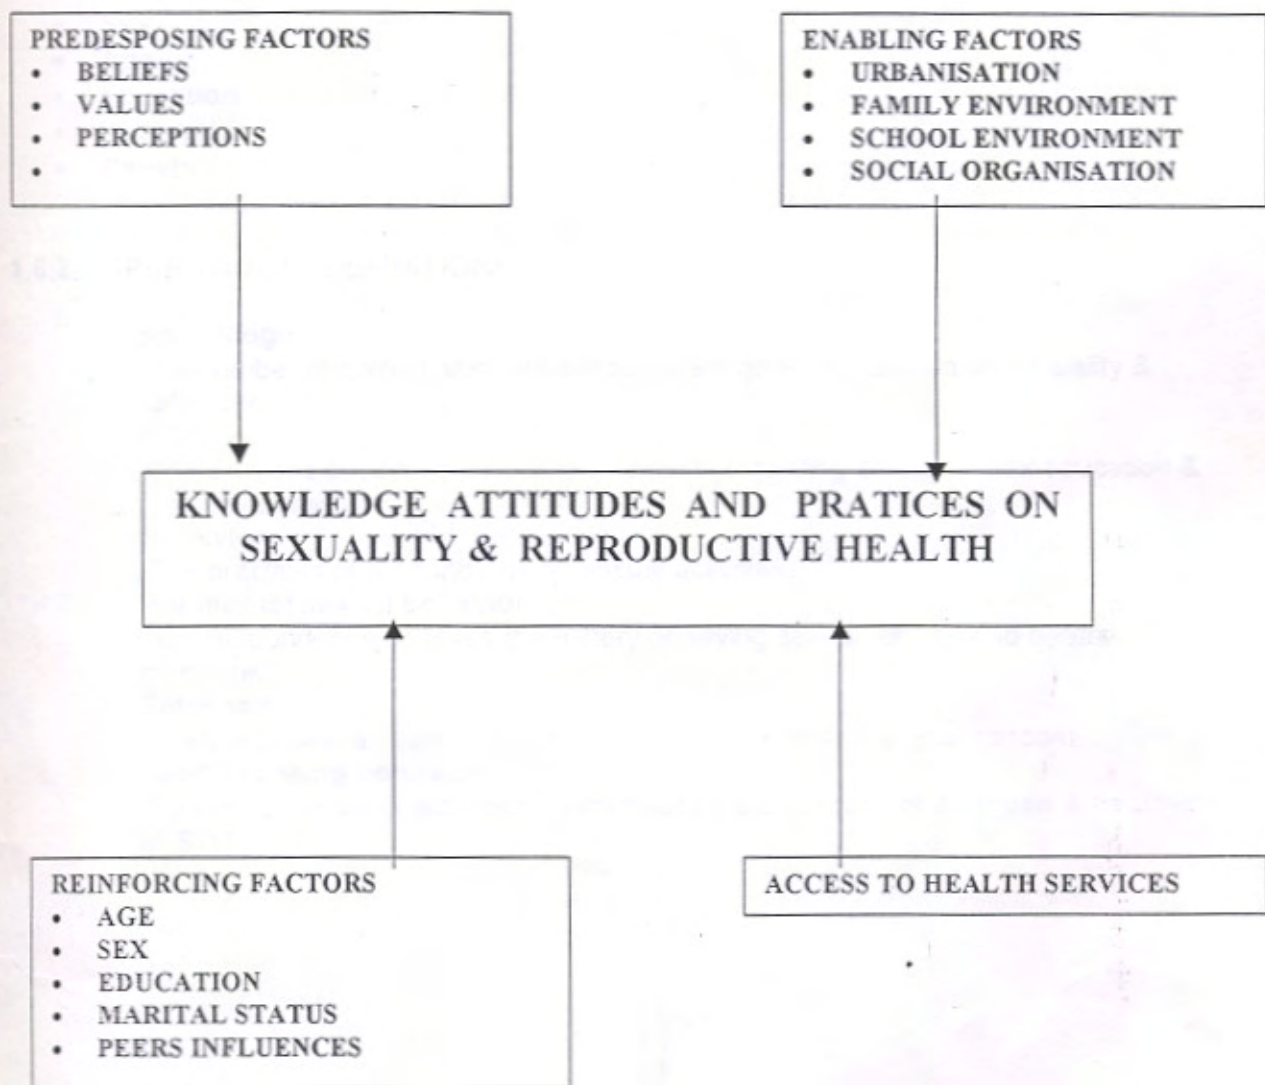 PREDESPOSING FACTORS
• BELIEFS
• VALUES
• PERCEPTIONS
•
ENABLING FACTORS
• URBANISATION
• FAMILY ENVIRONMENT
• SCHOOL ENVIRONMENT
• SOCIAL ORGANISATION
KNOWLEDGE ATTITUDES AND PRATICES ON
SEXUALITY & REPRODUCTIVE HEALTH
REINFORCING FACTORS
• AGE
• SEX
• EDUCATION
• MARITAL STATUS
• PEERS INFLUENCES
ACCESS TO HEALTH SERVICES